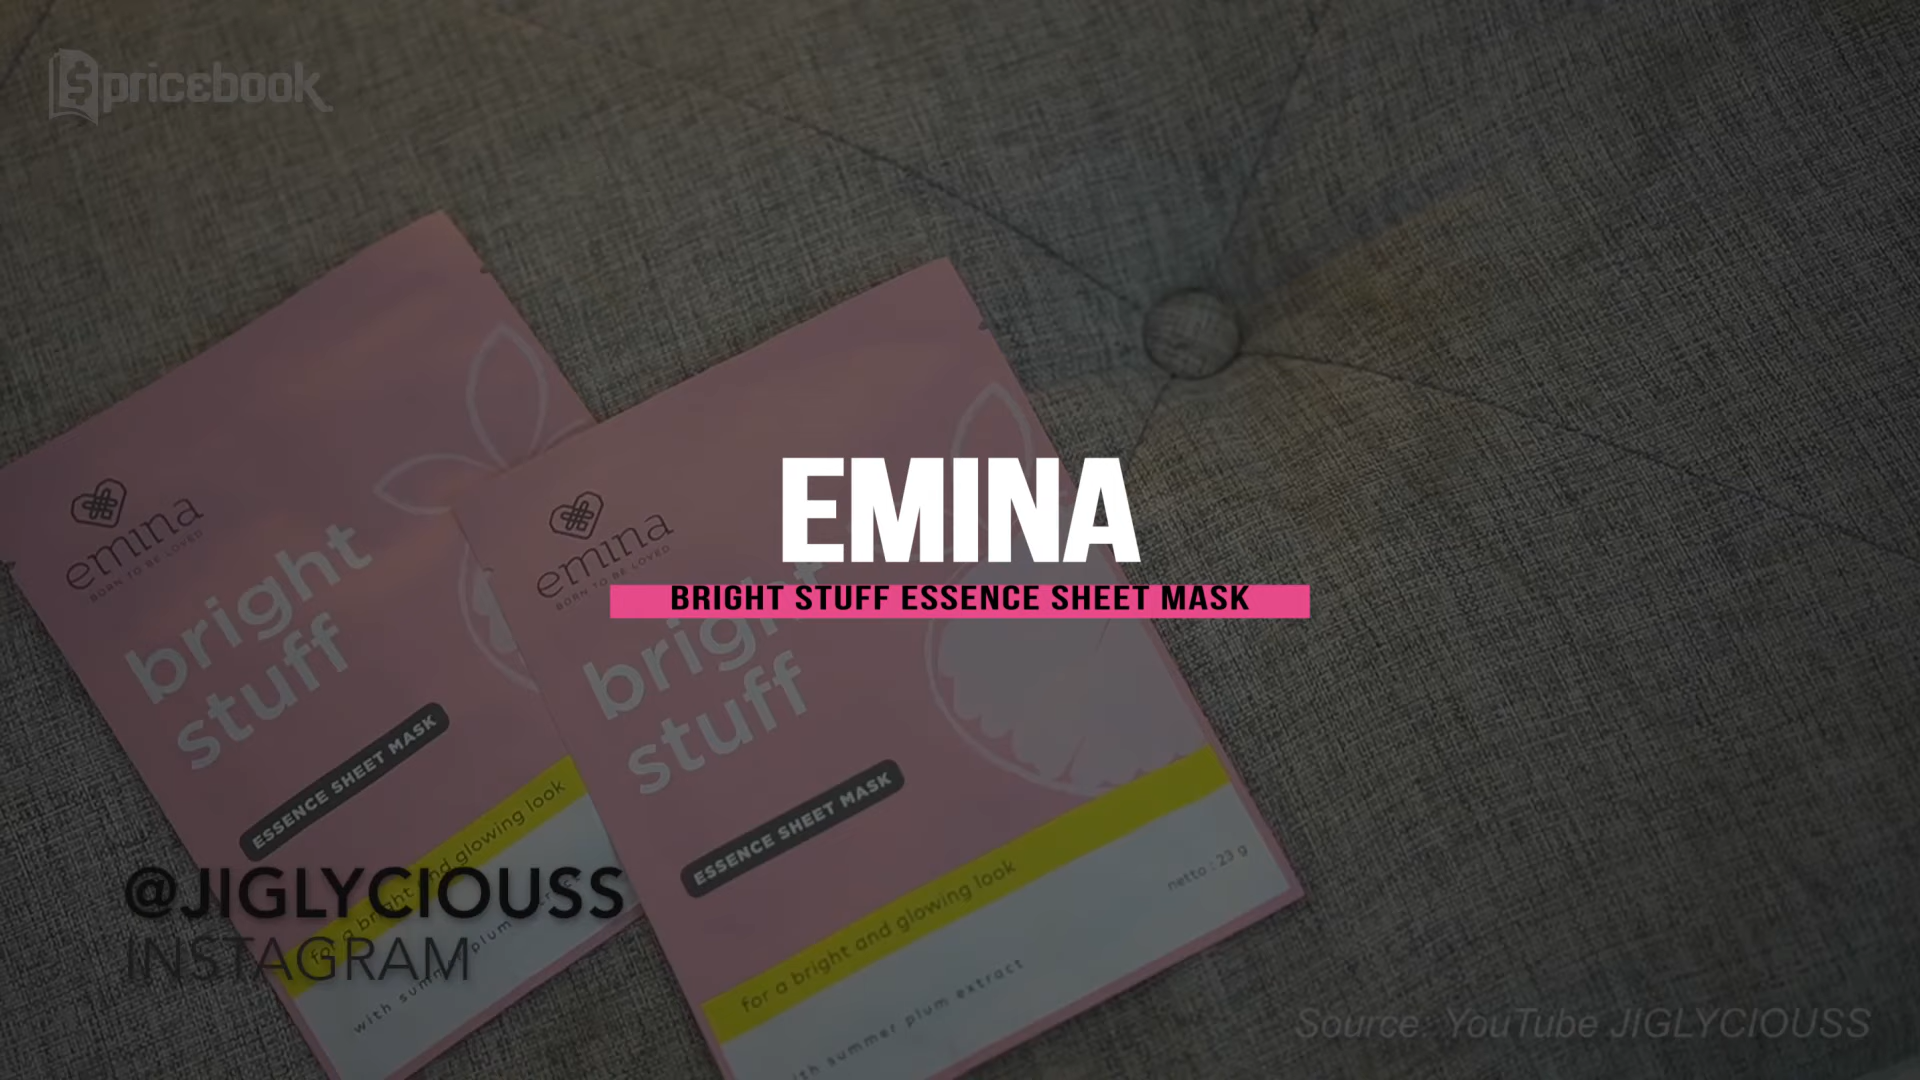 pricebook
EMINA
BRIGHT STUFF ESSENCE SHEET MASK
emina
BORN TO BE LOVED
bright
stuff
ESSENCE SHEET MASK
for a bright and glowing look
with summer plum
emina
BORN TO BE LOVED
bright
stuff
ESSENCE SHEET MASK
for a bright and glowing look
netto : 23 g
summer plum extract
@JIGLYCIOUSS
INSTAGRAM
Source: YouTube JIGLYCIOUSS